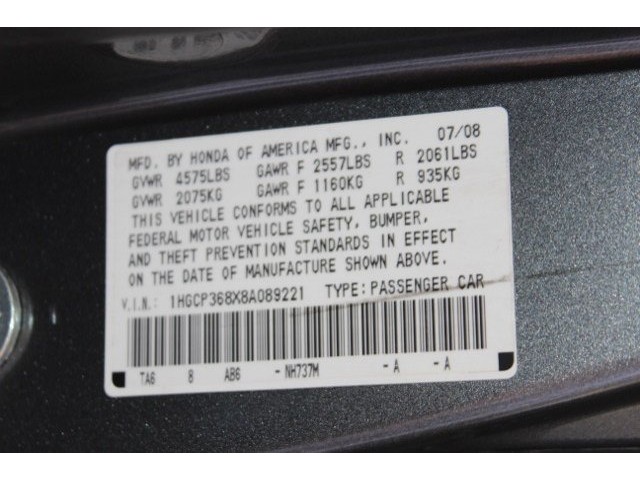 MFD. BY HONDA OF AMERICA MFG., INC. 07/08
GVWR 4575LBS GAWR F 2557LBS R 2061LBS
GVWR 2075KG GAWR F 1160KG R 935KG
THIS VEHICLE CONFORMS TO ALL APPLICABLE
FEDERAL MOTOR VEHICLE SAFETY, BUMPER,
AND THEFT PREVENTION STANDARDS IN EFFECT
ON THE DATE OF MANUFACTURE SHOWN ABOVE.
V.I.N.: 1HGCP368X8A089221 TYPE: PASSENGER CAR
TA6 8 AB6 -NH737M -A -A